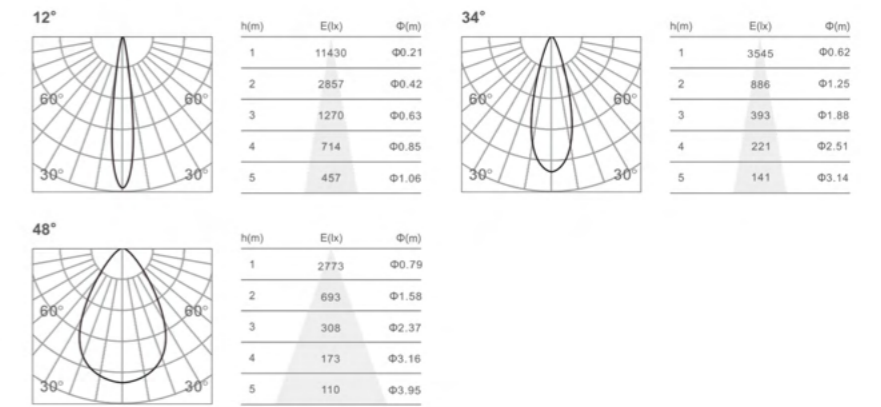 12°
h(m) E(lx) Φ(m)
1 11430 Φ0.21
2 2857 Φ0.42
3 1270 Φ0.63
4 714 Φ0.85
5 457 Φ1.06
60° 60°
30° 30°
34°
h(m) E(lx) Φ(m)
1 3545 Φ0.62
2 886 Φ1.25
3 393 Φ1.88
4 221 Φ2.51
5 141 Φ3.14
60° 60°
30° 30°
48°
h(m) E(lx) Φ(m)
1 2773 Φ0.79
2 693 Φ1.58
3 308 Φ2.37
4 173 Φ3.16
5 110 Φ3.95
60° 60°
30° 30°